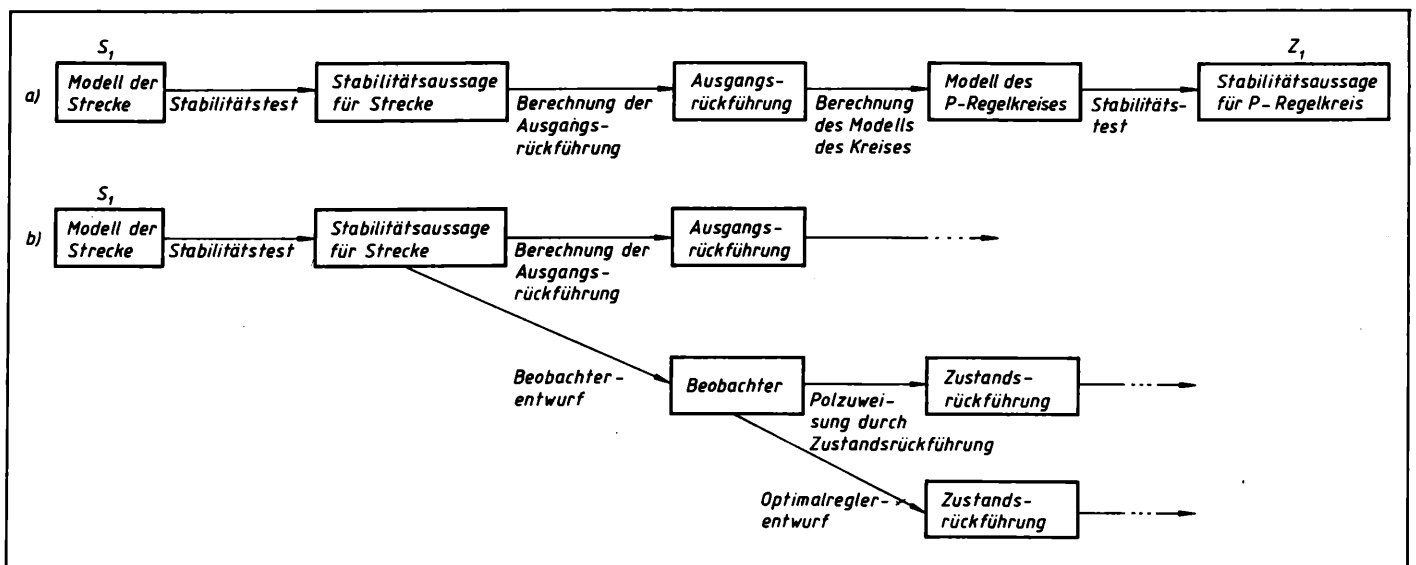 S1
Z1
a)
Modell der
Strecke
Stabilitätstest
Stabilitätsaussage
für Strecke
Berechnung der
Ausgangs-
rückführung
Ausgangs-
rückführung
Berechnung
des Modells
des Kreises
Modell des
P-Regelkreises
Stabilitäts-
test
Stabilitätsaussage
für P-Regelkreis
S1
b)
Modell der
Strecke
Stabilitätstest
Stabilitätsaussage
für Strecke
Berechnung der
Ausgangs-
rückführung
Ausgangs-
rückführung
Beobachter-
entwurf
Beobachter
Polzuwei-
sung durch
Zustandsrückführung
Zustands-
rückführung
Optimalregler-
entwurf
Zustands-
rückführung